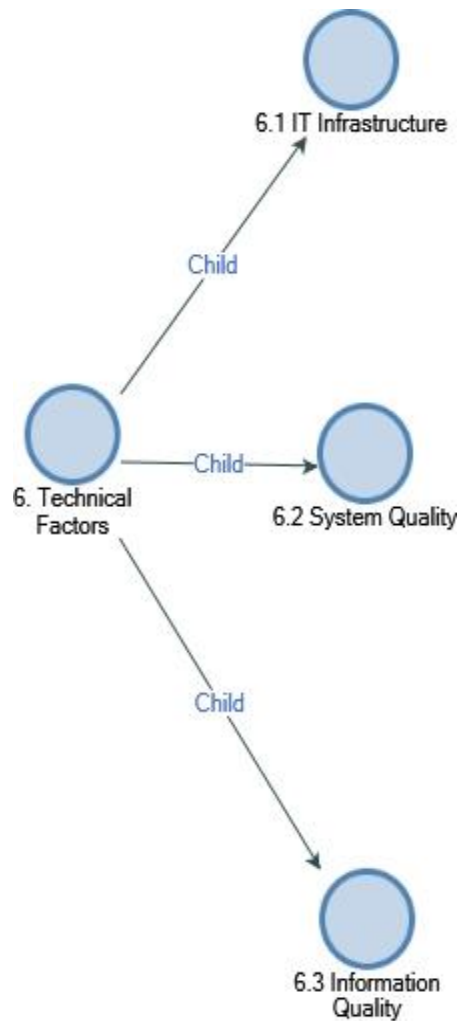 6.1 IT Infrastructure
Child
6. Technical
Factors
Child
6.2 System Quality
Child
6.3 Information
Quality